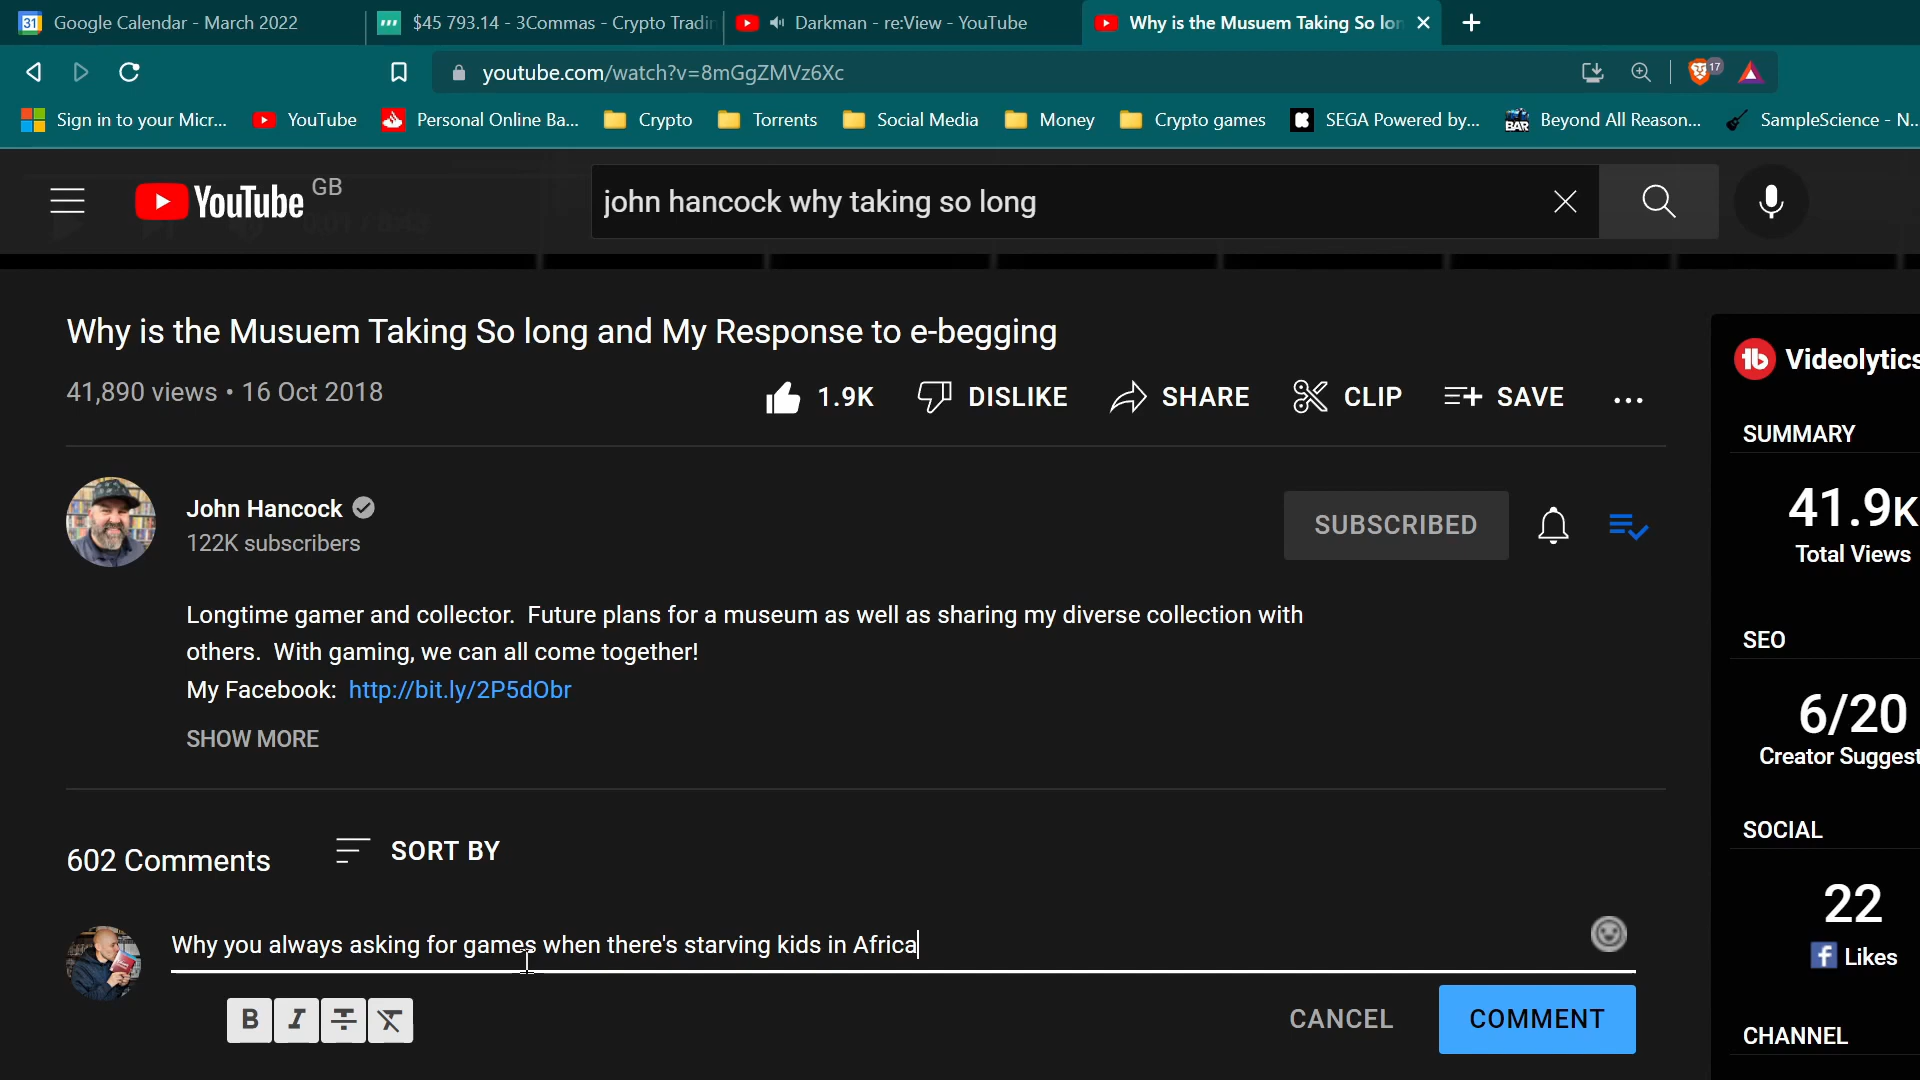 Google Calendar - March 2022
$45 793.14 - 3Commas - Crypto Tradin
Darkman - re:View - YouTube
Why is the Musuem Taking So lon
youtube.com/watch?v=8mGgZMVz6Xc
17
Sign in to your Micr...
YouTube
Personal Online Ba...
Crypto
Torrents
Social Media
Money
Crypto games
SEGA Powered by...
Beyond All Reason...
SampleScience - N...
YouTube GB
john hancock why taking so long
Why is the Musuem Taking So long and My Response to e-begging
41,890 views • 16 Oct 2018
1.9K
DISLIKE
SHARE
CLIP
SAVE
John Hancock
122K subscribers
SUBSCRIBED
Longtime gamer and collector. Future plans for a museum as well as sharing my diverse collection with
others. With gaming, we can all come together!
My Facebook: http://bit.ly/2P5dObr
SHOW MORE
602 Comments
SORT BY
Why you always asking for games when there's starving kids in Africa
B I
CANCEL
COMMENT
Videolytics
SUMMARY
41.9K
Total Views
SEO
6/20
Creator Suggest
SOCIAL
22
Likes
CHANNEL